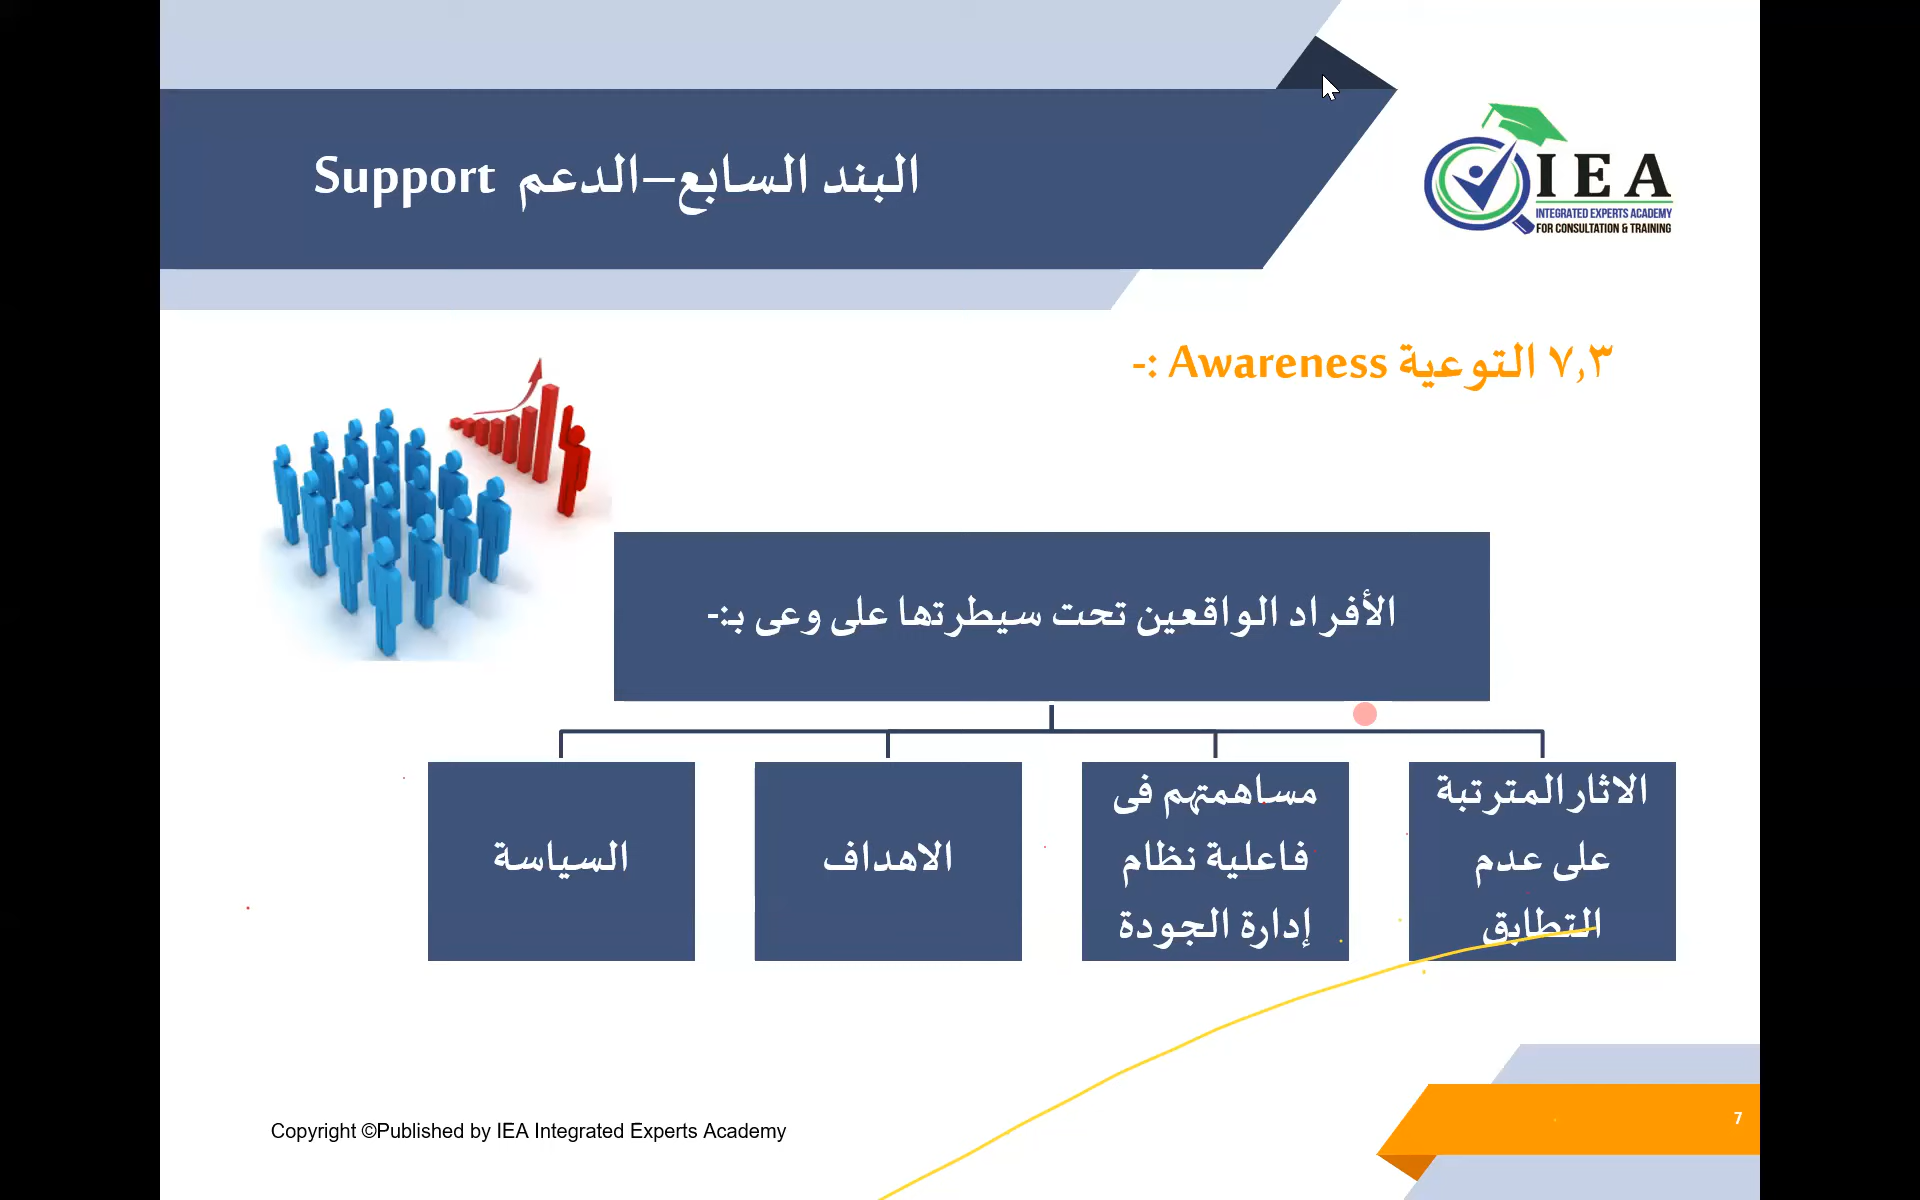 البند السابع–الدعم Support
I E A
INTEGRATED EXPERTS ACADEMY
FOR CONSULTATION & TRAINING
٧,٣ التوعية Awareness :-
الأفراد الواقعين تحت سيطرتها على وعى بـ:-
الاثار المترتبة
على عدم
التطابق
مساهمتهم فى
فاعلية نظام
إدارة الجودة
الاهداف
السياسة
Copyright ©Published by IEA Integrated Experts Academy
7